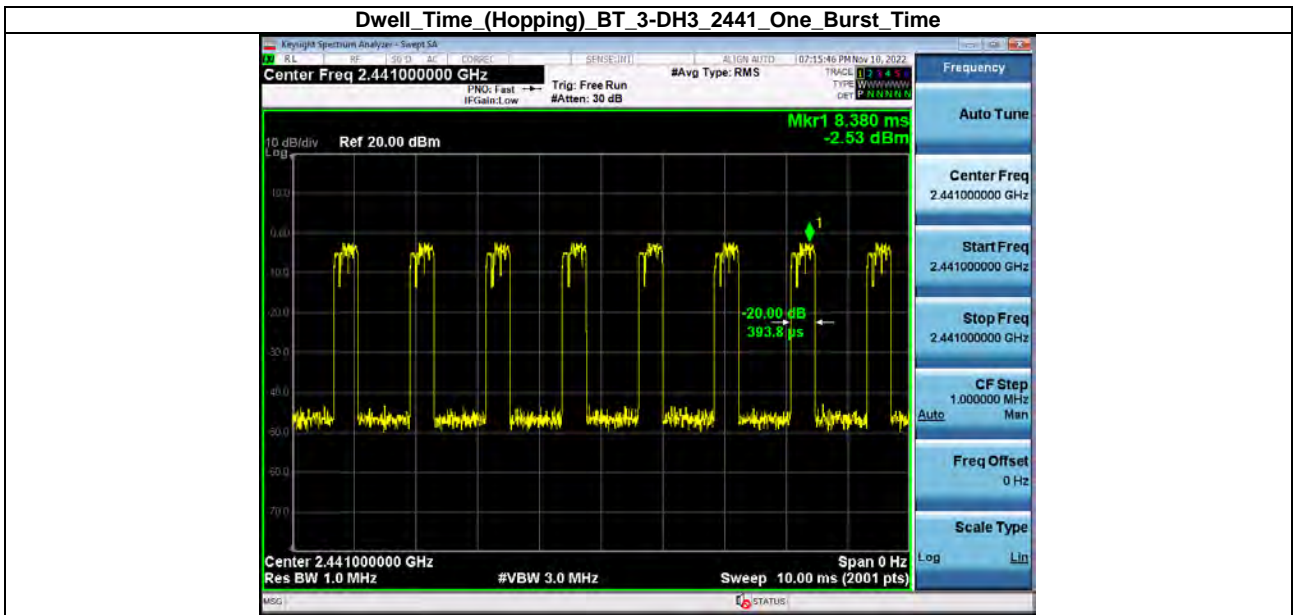 Dwell_Time_(Hopping)_BT_3-DH3_2441_One_Burst_Time
Keysight Spectrum Analyzer - Swept SA
RL RF 50 Ω AC CORREC SENSE:INT ALIGN AUTO 07:15:46 PM Nov 10, 2022
Center Freq 2.441000000 GHz
PNO: Fast
IFGain:Low
Trig: Free Run
#Atten: 30 dB
#Avg Type: RMS
TRACE 1 2 3 4 5
TYPE WWWWWW
DET P N N N N N
Mkr1 8.380 ms
-2.53 dBm
10 dB/div Ref 20.00 dBm
Log
10.0
0.00
-10.0
-20.0
-30.0
-40.0
-50.0
-60.0
-70.0
1
-20.00 dB
393.8 µs
Center 2.441000000 GHz
Span 0 Hz
Res BW 1.0 MHz
#VBW 3.0 MHz
Sweep 10.00 ms (2001 pts)
MSG
STATUS
Frequency
Auto Tune
Center Freq
2.441000000 GHz
Start Freq
2.441000000 GHz
Stop Freq
2.441000000 GHz
CF Step
1.000000 MHz
Auto Man
Freq Offset
0 Hz
Scale Type
Log Lin